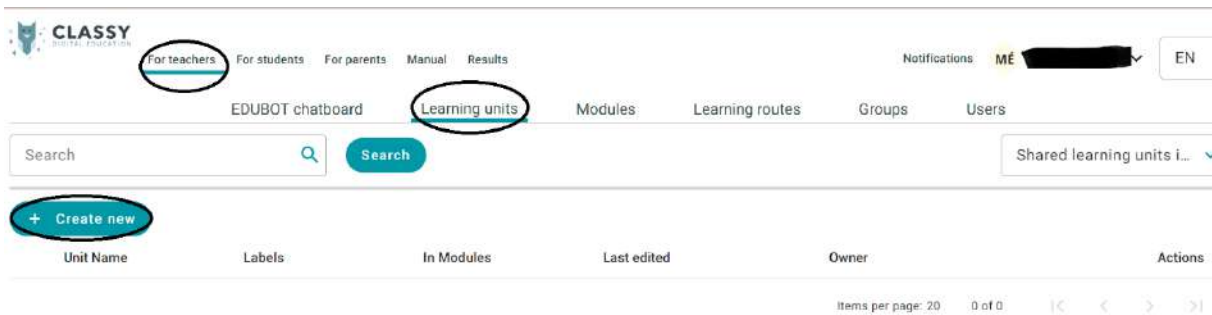 CLASSY
DIGITAL EDUCATION
For teachers For students For parents Manual Results Notifications MÉ EN
EDUBOT chatboard Learning units Modules Learning routes Groups Users
Search Search Shared learning units i...
+ Create new
Unit Name Labels In Modules Last edited Owner Actions
Items per page: 20 0 of 0